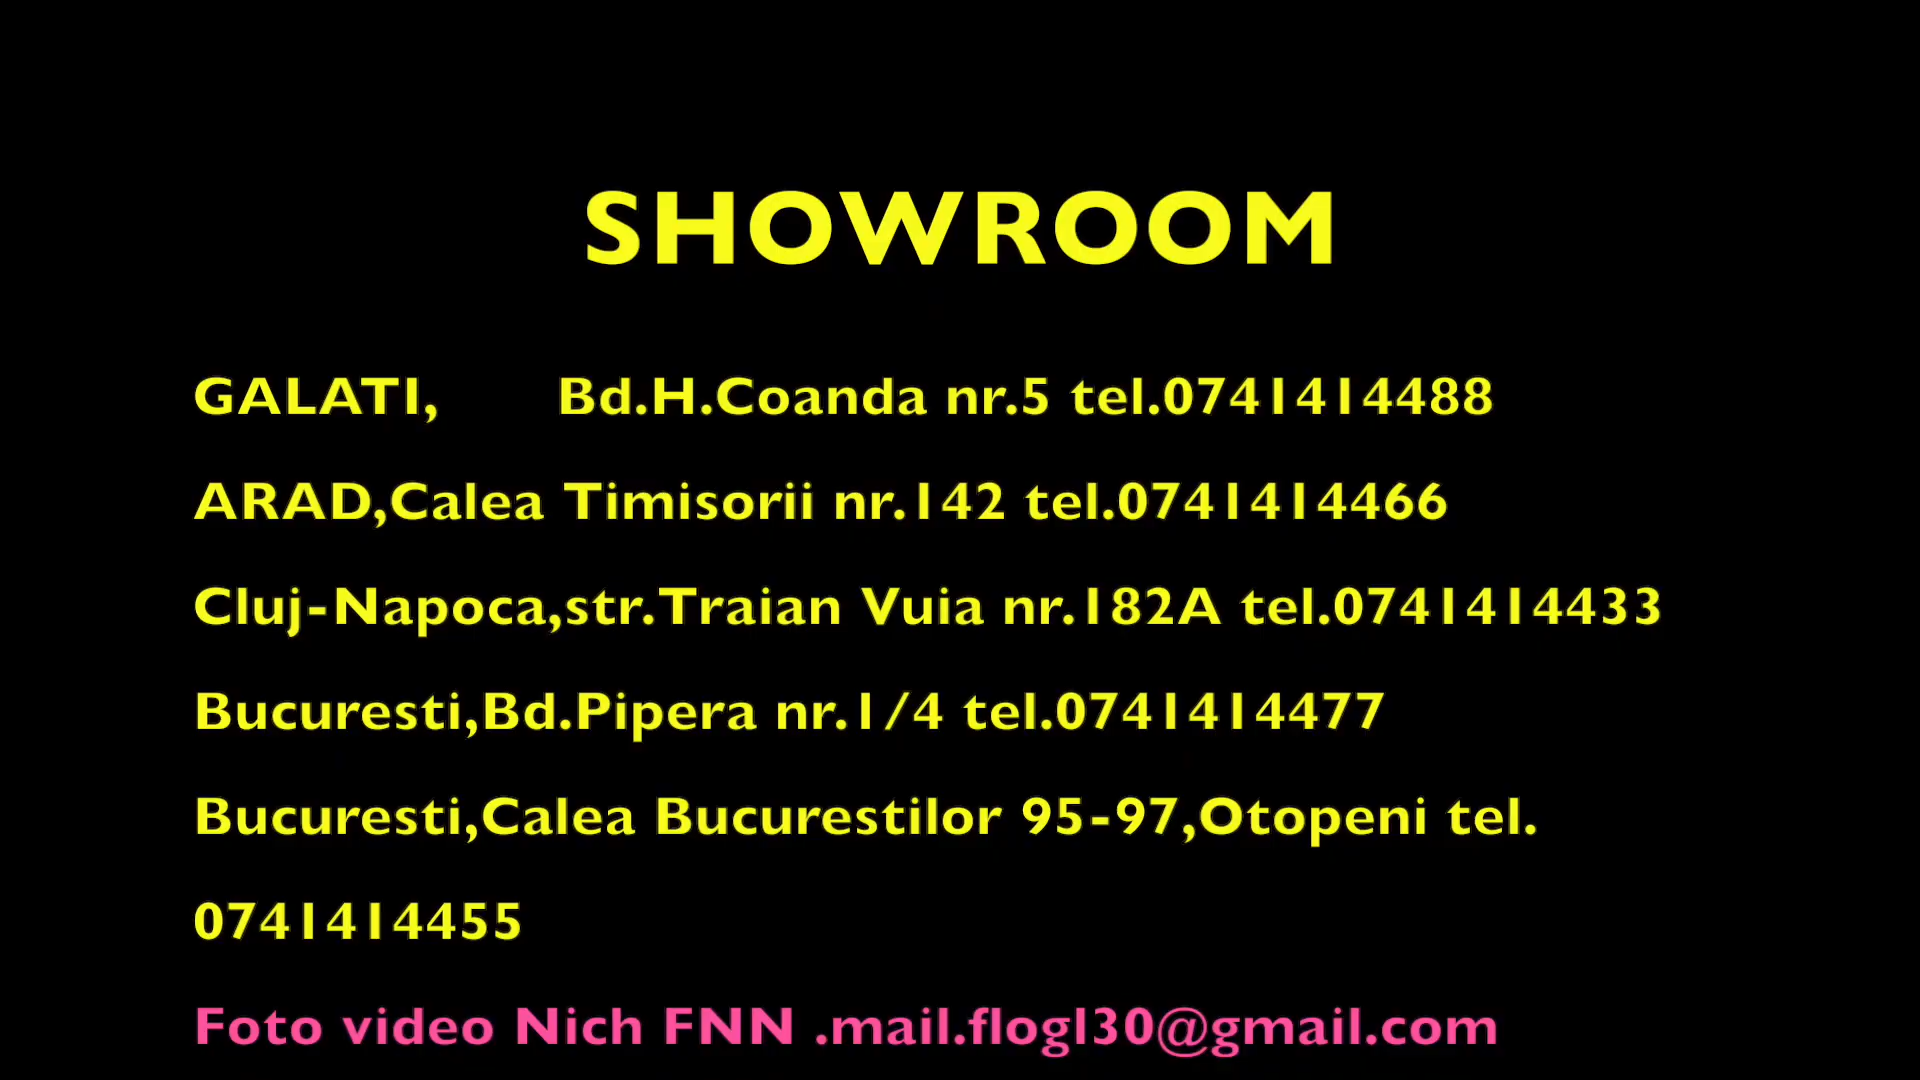 SHOWROOM
GALATI, Bd.H.Coanda nr.5 tel.0741414488
ARAD,Calea Timisorii nr.142 tel.0741414466
Cluj-Napoca,str.Traian Vuia nr.182A tel.0741414433
Bucuresti,Bd.Pipera nr.1/4 tel.0741414477
Bucuresti,Calea Bucurestilor 95-97,Otopeni tel.
0741414455
Foto video Nich FNN .mail.flogl30@gmail.com